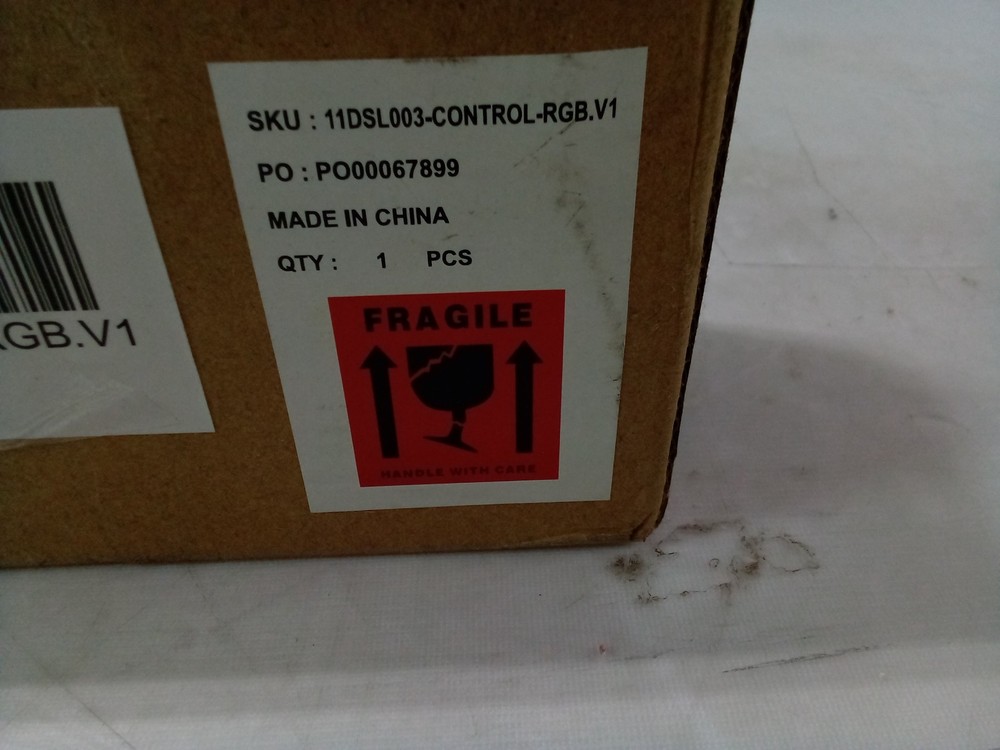 SKU : 11DSL003-CONTROL-RGB.V1
PO : PO00067899
MADE IN CHINA
QTY : 1 PCS
FRAGILE
HANDLE WITH CARE
GB.V1